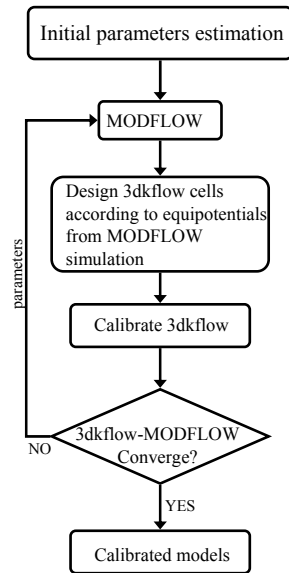 Initial parameters estimation
MODFLOW
Design 3dkflow cells
according to equipotentials
from MODFLOW
simulation
parameters
Calibrate 3dkflow
3dkflow-MODFLOW
Converge?
NO
YES
Calibrated models